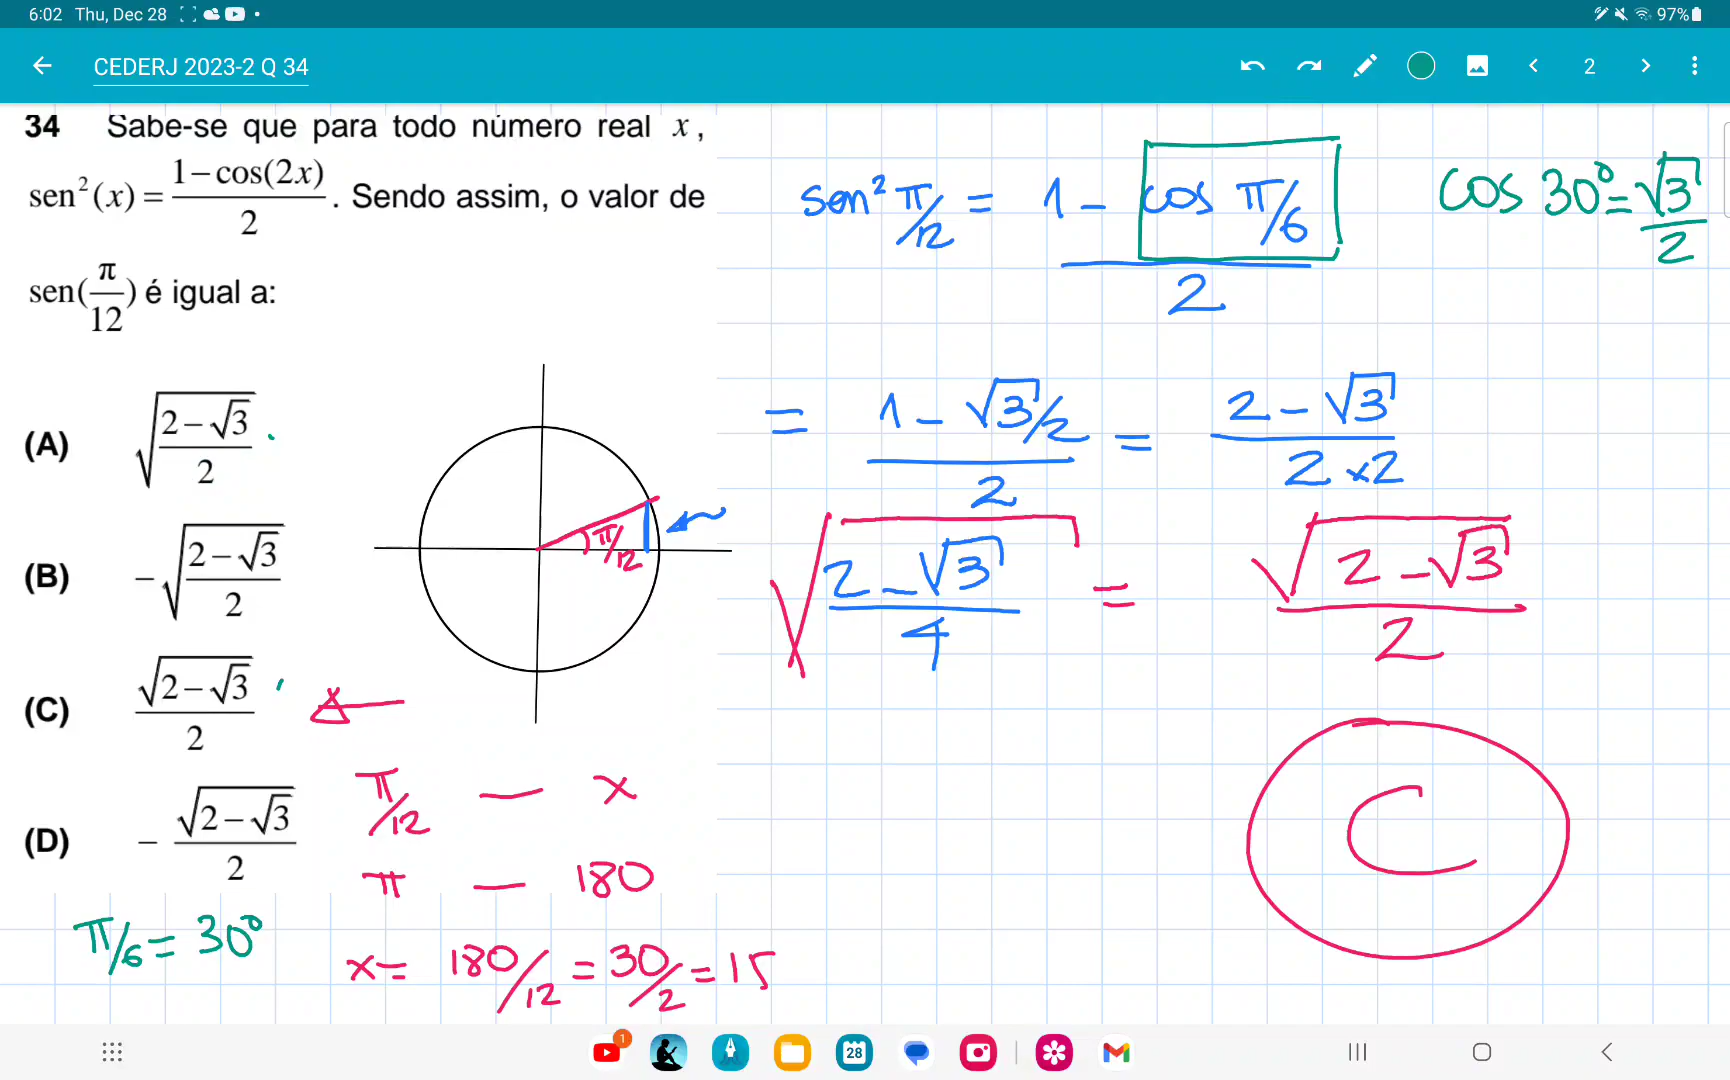 6:02 Thu, Dec 28
97%
CEDERJ 2023-2 Q 34
2
34 Sabe-se que para todo número real x,
sen²(x) = (1−cos(2x))/2. Sendo assim, o valor de
sen(π/12) é igual a:
(A) √((2−√3)/2)
(B) −√((2−√3)/2)
(C) √(2−√3)/2
(D) −√(2−√3)/2
π/12
π/12 — x
π — 180
π/6 = 30°
x = 180/12 = 30/2 = 15
sen² π/12 = (1 − cos π/6)/2
cos 30° = √3/2
= (1 − √3/2)/2 = (2 − √3)/(2 × 2)
√((2 − √3)/4) = √(2 − √3)/2
C
1
28